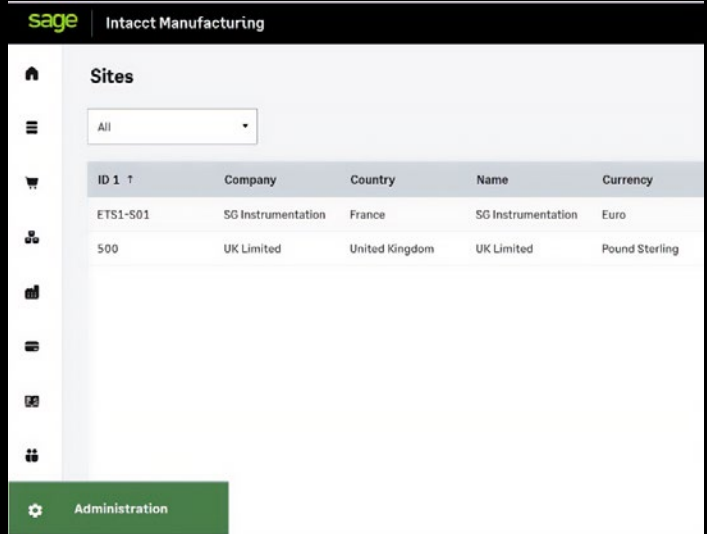 sage Intacct Manufacturing
Sites
All
ID 1 ↑ Company Country Name Currency
ETS1-S01 SG Instrumentation France SG Instrumentation Euro
500 UK Limited United Kingdom UK Limited Pound Sterling
Administration